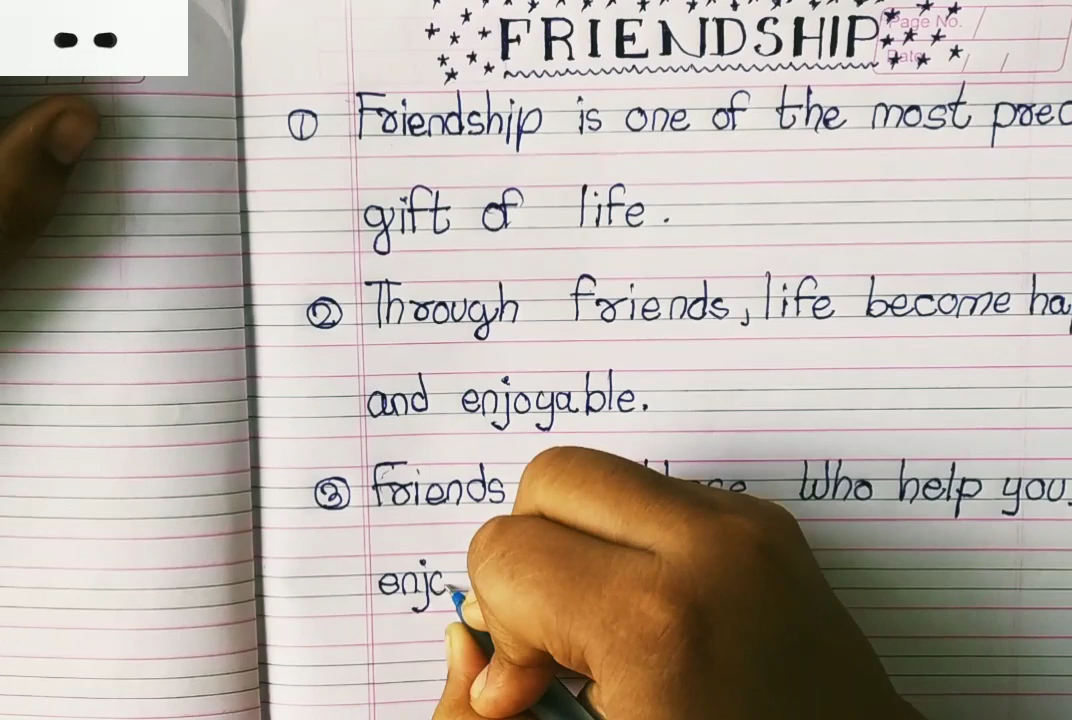 FRIENDSHIP
Page No.
Date
① Friendship is one of the most prec
gift of life.
② Through friends, life become ha
and enjoyable.
③ Friends Who help you
enjo